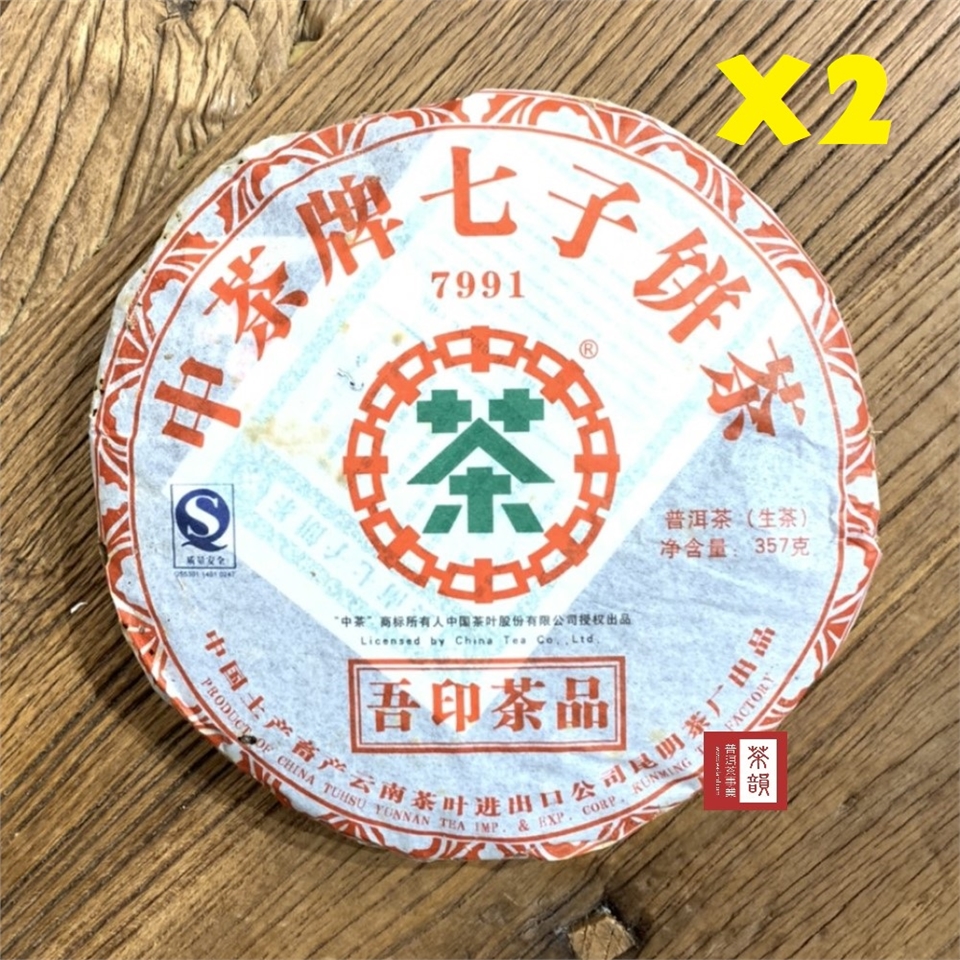 X2
中茶牌七子饼茶
7991
®
茶
普洱茶（生茶）
净含量：357克
S
质量安全
"中茶"商标所有人中国茶叶股份有限公司授权出品
Licensed by China Tea Co.,Ltd.
吾印茶品
中国土产畜产云南茶叶进出口公司昆明茶厂出品
PRODUCT OF CHINA TUHSU YUNNAN TEA IMP. & EXP. CORP. KUNMING FACTORY
茶韻